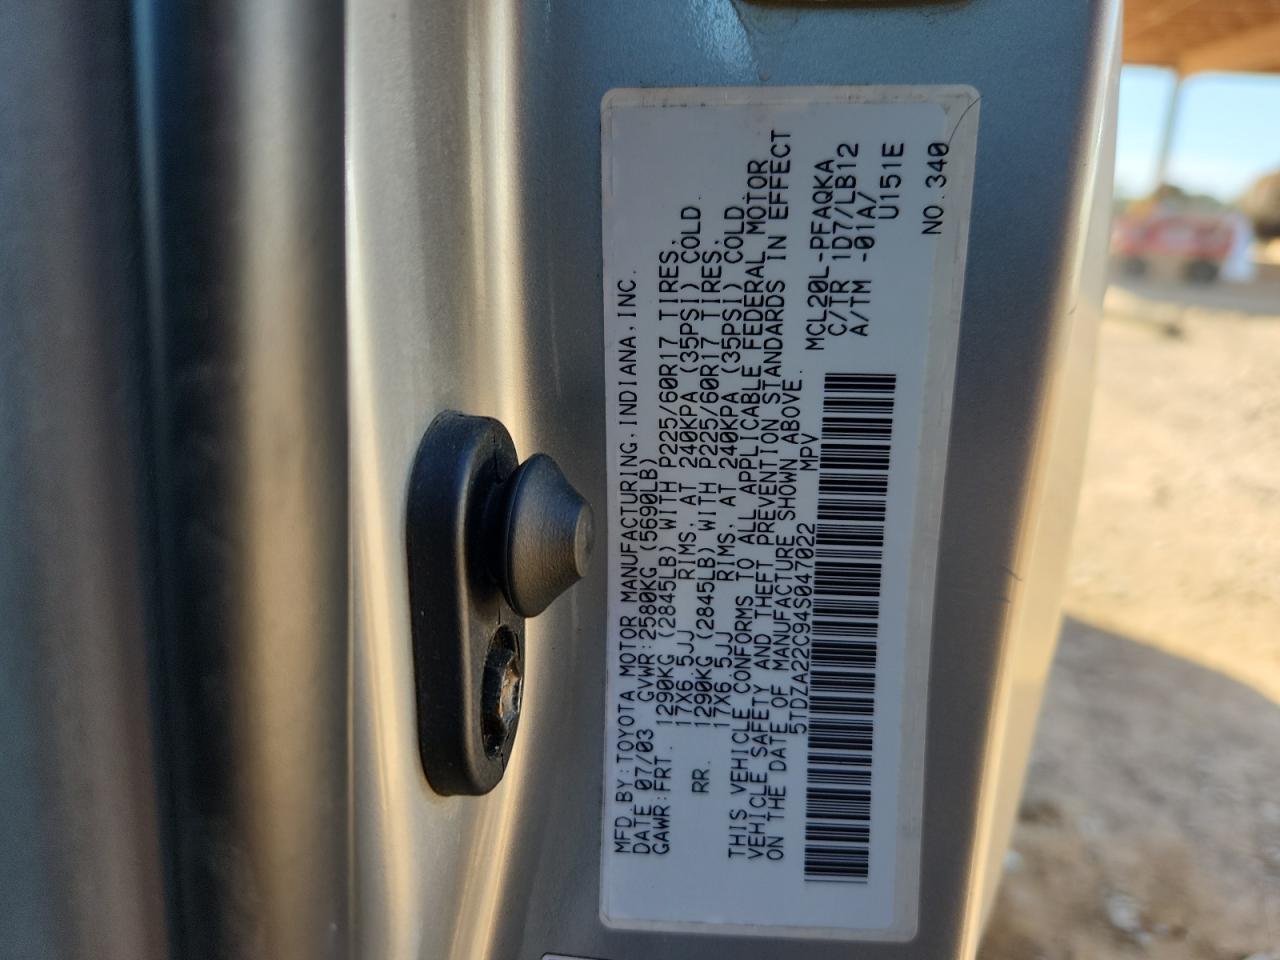 MFD.BY:TOYOTA MOTOR MANUFACTURING,INDIANA,INC.
DATE 07/03 GVWR:2580KG(5690LB)
GAWR:FRT. 1290KG (2845LB) WITH P225/60R17 TIRES,
17X6.5JJ RIMS, AT 240KPA (35PSI) COLD.
RR. 1290KG (2845LB) WITH P225/60R17 TIRES,
17X6.5JJ RIMS, AT 240KPA (35PSI) COLD.
THIS VEHICLE CONFORMS TO ALL APPLICABLE FEDERAL MOTOR
VEHICLE SAFETY AND THEFT PREVENTION STANDARDS IN EFFECT
ON THE DATE OF MANUFACTURE SHOWN ABOVE.
5TDZA22C94S047022 MPV
MCL20L-PFAQKA
C/TR 1D7/LB12
A/TM -01A/
U151E
NO.340